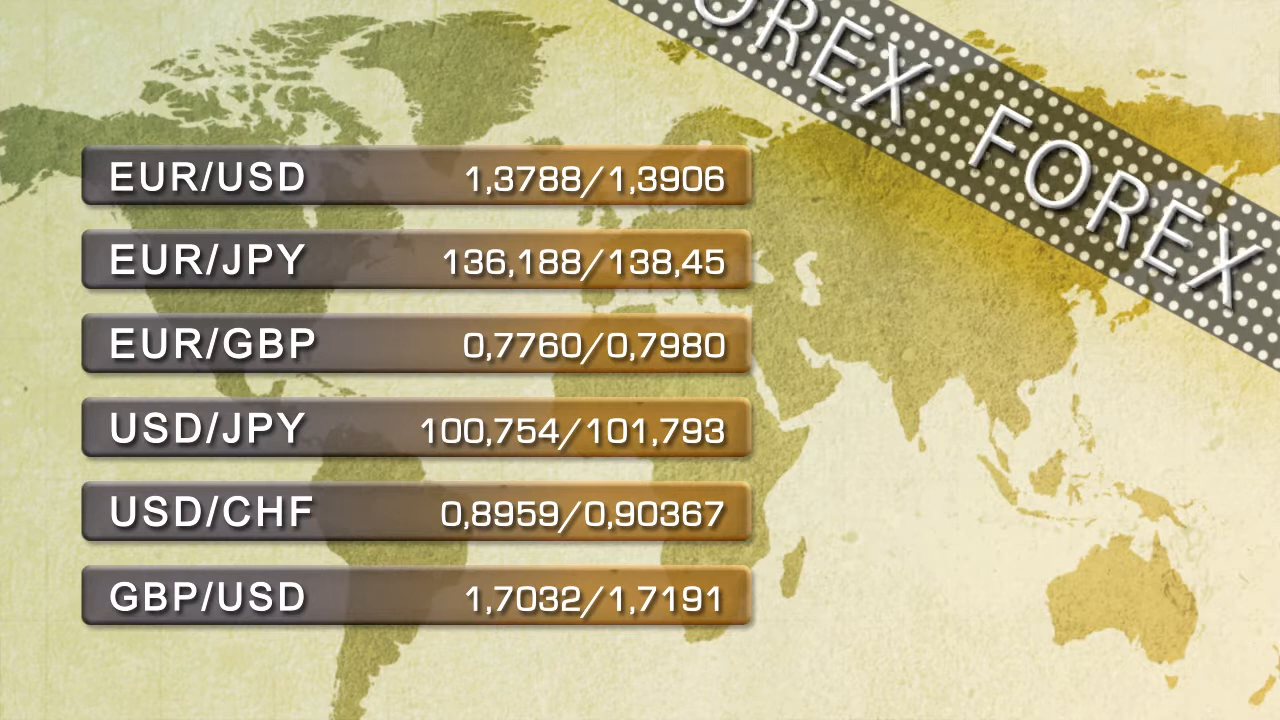 OREX FOREX
EUR/USD 1,3788/1,3906
EUR/JPY 136,188/138,45
EUR/GBP 0,7760/0,7980
USD/JPY 100,754/101,793
USD/CHF 0,8959/0,90367
GBP/USD 1,7032/1,7191